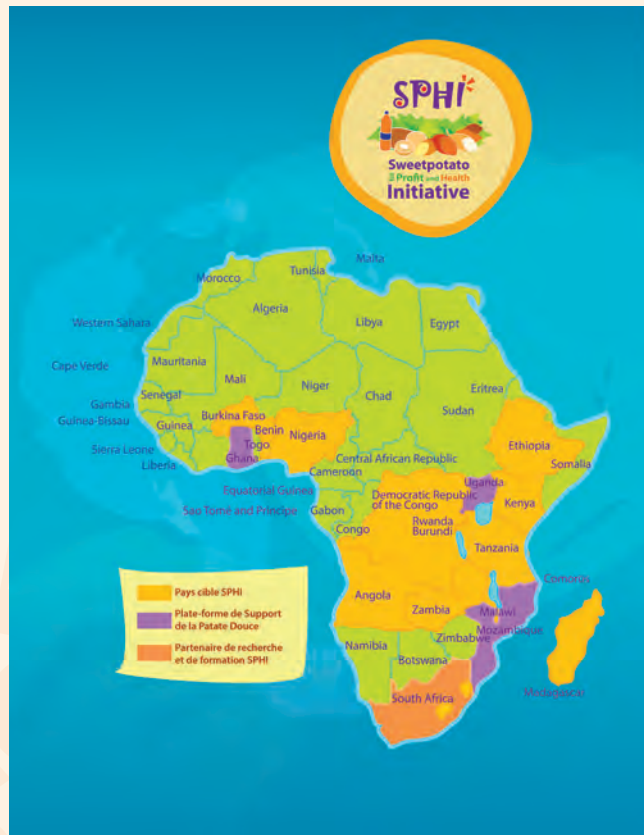 SPHI
Sweetpotato
for Profit and Health
Initiative
Malta
Tunisia
Morocco
Algeria
Libya
Egypt
Western Sahara
Cape Verde
Mauritania
Mali
Niger
Chad
Sudan
Eritrea
Senegal
Gambia
Guinea-Bissau
Guinea
Burkina Faso
Benin
Nigeria
Togo
Ghana
Sierra Leone
Liberia
Cameroon
Central African Republic
Ethiopia
Somalia
Equatorial Guinea
Sao Tomé and Principe
Gabon
Congo
Democratic Republic
of the Congo
Uganda
Kenya
Rwanda
Burundi
Tanzania
Comoros
Angola
Zambia
Malawi
Mozambique
Zimbabwe
Namibia
Botswana
Madagascar
South Africa
Pays cible SPHI
Plate-forme de Support
de la Patate Douce
Partenaire de recherche
et de formation SPHI